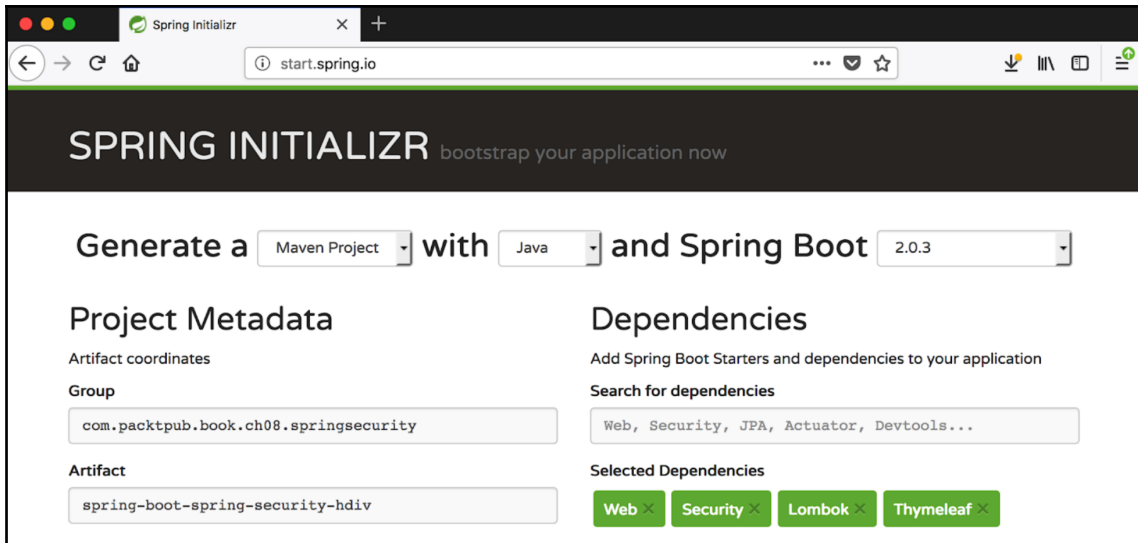 Spring Initializr
start.spring.io
SPRING INITIALIZR bootstrap your application now
Generate a Maven Project with Java and Spring Boot 2.0.3
Project Metadata
Artifact coordinates
Group
com.packtpub.book.ch08.springsecurity
Artifact
spring-boot-spring-security-hdiv
Dependencies
Add Spring Boot Starters and dependencies to your application
Search for dependencies
Web, Security, JPA, Actuator, Devtools...
Selected Dependencies
Web × Security × Lombok × Thymeleaf ×